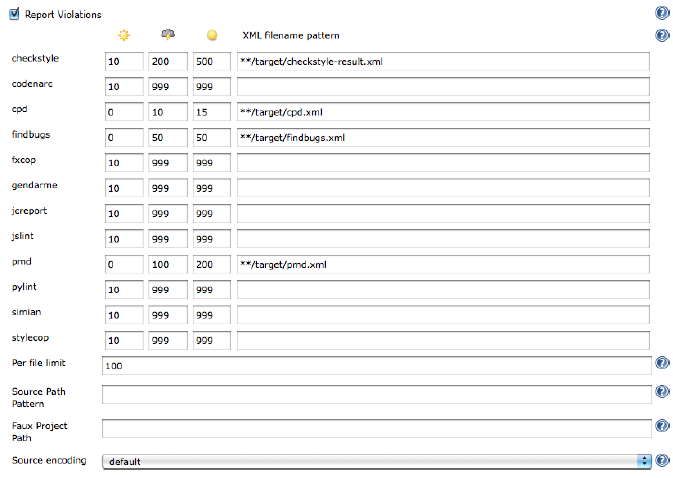 Report Violations
XML filename pattern
checkstyle 10 200 500 **/target/checkstyle-result.xml
codenarc 10 999 999
cpd 0 10 15 **/target/cpd.xml
findbugs 0 50 50 **/target/findbugs.xml
fxcop 10 999 999
gendarme 10 999 999
jcreport 10 999 999
jslint 10 999 999
pmd 0 100 200 **/target/pmd.xml
pylint 10 999 999
simian 10 999 999
stylecop 10 999 999
Per file limit 100
Source Path
Pattern
Faux Project
Path
Source encoding default